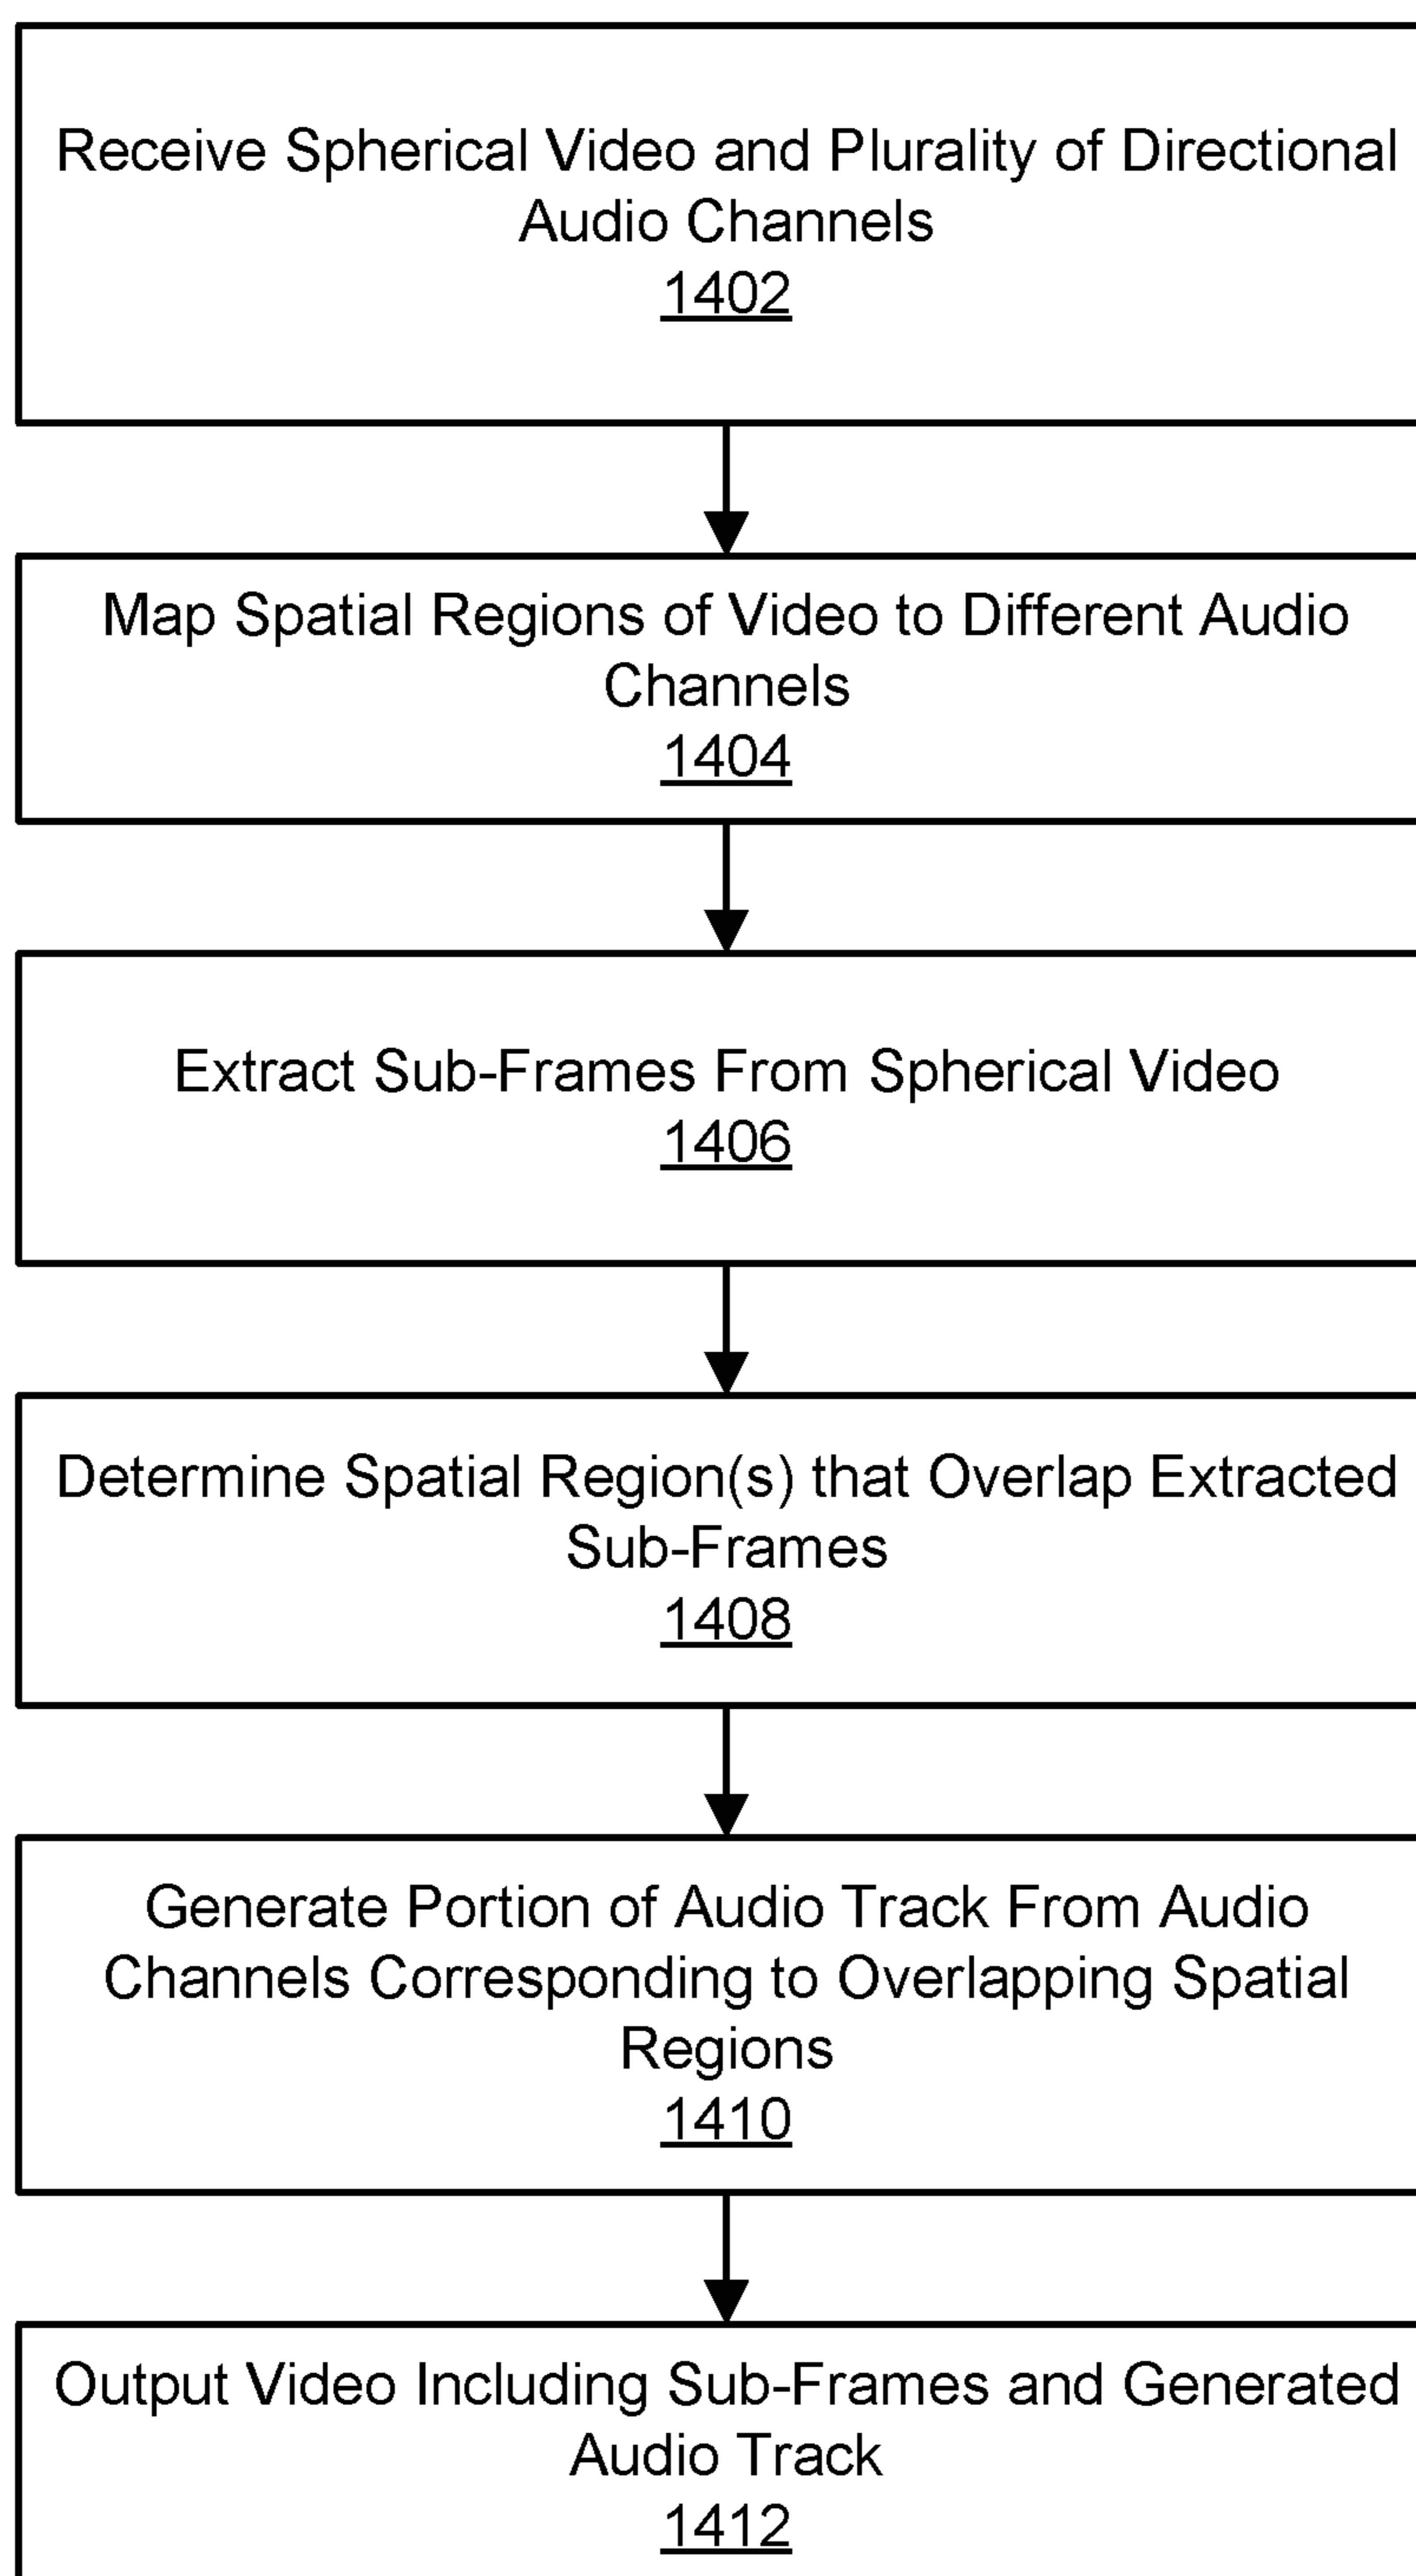 Receive Spherical Video and Plurality of Directional
Audio Channels
1402
Map Spatial Regions of Video to Different Audio
Channels
1404
Extract Sub-Frames From Spherical Video
1406
Determine Spatial Region(s) that Overlap Extracted
Sub-Frames
1408
Generate Portion of Audio Track From Audio
Channels Corresponding to Overlapping Spatial
Regions
1410
Output Video Including Sub-Frames and Generated
Audio Track
1412